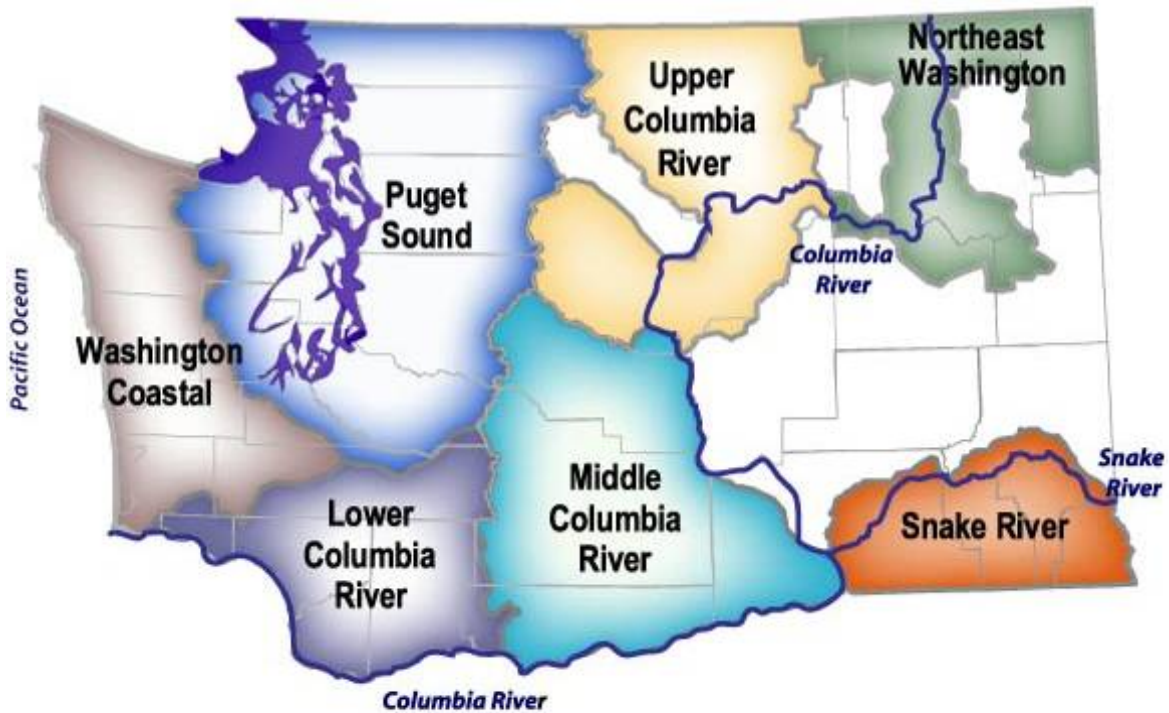 Northeast
Washington
Upper
Columbia
River
Puget
Sound
Columbia
River
Pacific Ocean
Washington
Coastal
Middle
Columbia
River
Snake
River
Lower
Columbia
River
Snake River
Columbia River